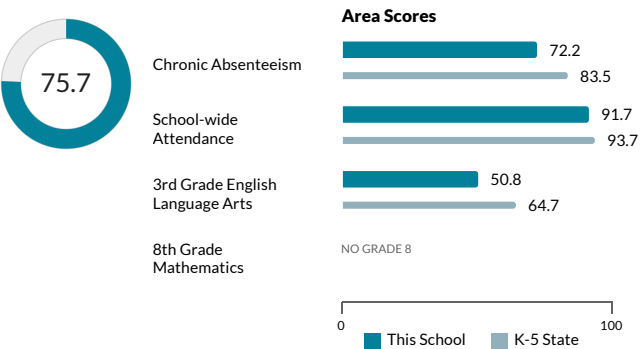 75.7
Area Scores
Chronic Absenteeism
72.2
83.5
School-wide
Attendance
91.7
93.7
3rd Grade English
Language Arts
50.8
64.7
8th Grade
Mathematics
NO GRADE 8
0
100
This School
K-5 State